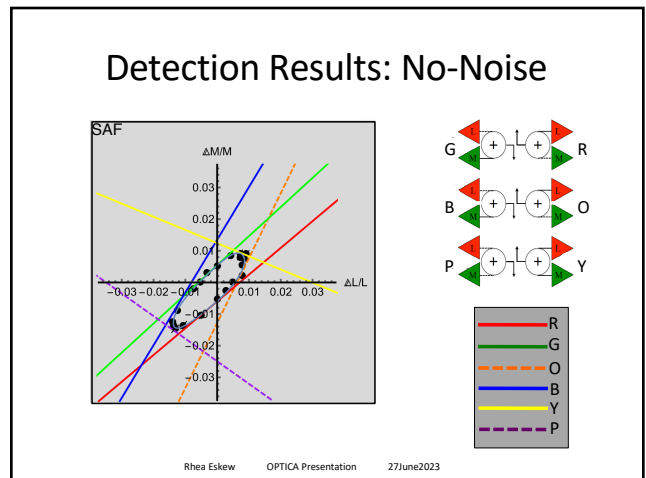 Detection Results: No-Noise
SAF
ΔM/M
0.03
0.02
0.01
ΔL/L
-0.03 -0.02 -0.01 0.01 0.02 0.03
-0.01
-0.02
-0.03
L L
G + + R
M M
L L
B + + O
M M
L L
P + + Y
M M
R
G
O
B
Y
P
Rhea Eskew OPTICA Presentation 27June2023